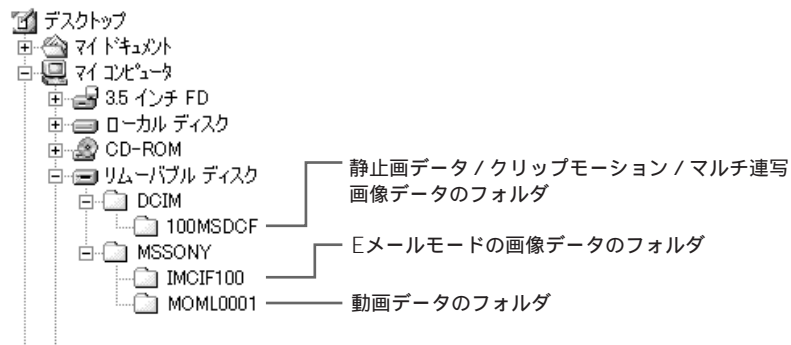 デスクトップ
マイ ドキュメント
マイ コンピュータ
3.5 インチ FD
ローカル ディスク
CD-ROM
リムーバブル ディスク
DCIM
100MSDCF
静止画データ / クリップモーション / マルチ連写
画像データのフォルダ
MSSONY
IMCIF100
Eメールモードの画像データのフォルダ
MOML0001
動画データのフォルダ